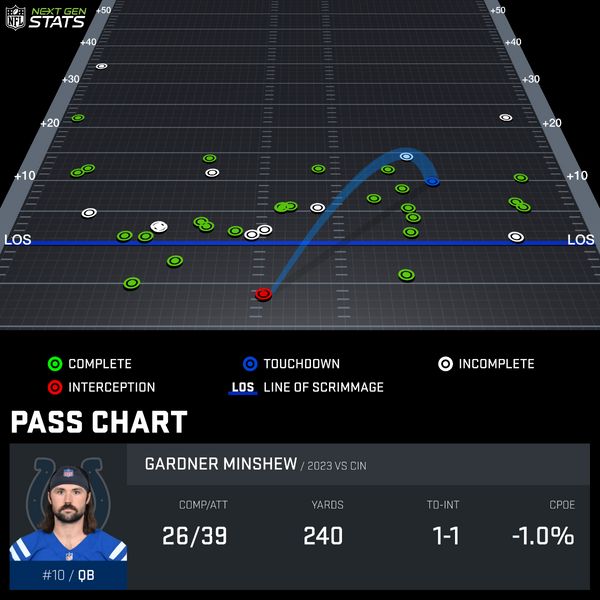 NFL NEXT GEN
STATS
+50 +50
+40 +40
+30 +30
+20 +20
+10 +10
LOS LOS
COMPLETE TOUCHDOWN INCOMPLETE
INTERCEPTION LOS LINE OF SCRIMMAGE
PASS CHART
GARDNER MINSHEW / 2023 VS CIN
COMP/ATT YARDS TD-INT CPOE
26/39 240 1-1 -1.0%
#10 / QB